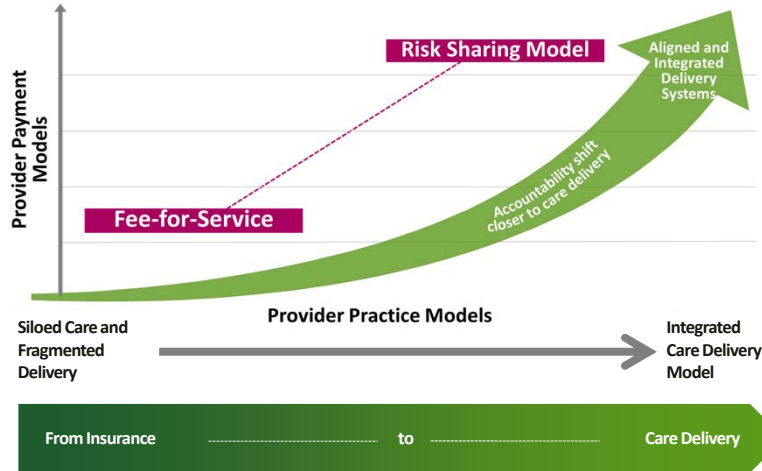 Provider Payment
Models
Risk Sharing Model
Aligned and
Integrated
Delivery
Systems
Fee-for-Service
Accountability shift
closer to care delivery
Provider Practice Models
Siloed Care and
Fragmented
Delivery
Integrated
Care Delivery
Model
From Insurance
to
Care Delivery